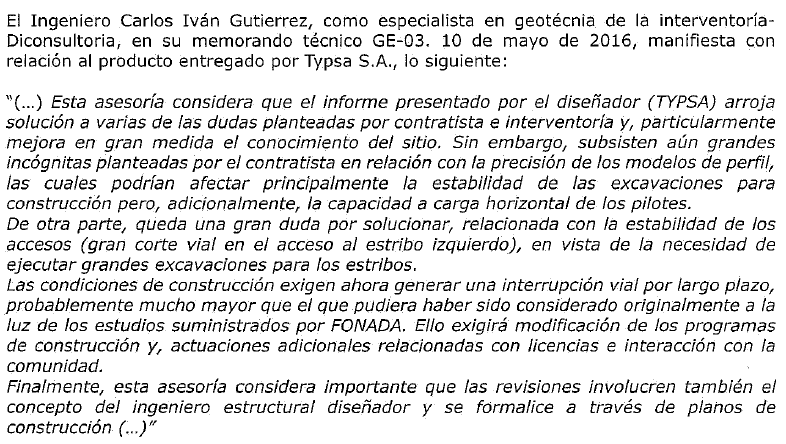 El Ingeniero Carlos Iván Gutierrez, como especialista en geotécnia de la interventoría-
Diconsultoria, en su memorando técnico GE-03. 10 de mayo de 2016, manifiesta con
relación al producto entregado por Typsa S.A., lo siguiente:
"(...) Esta asesoría considera que el informe presentado por el diseñador (TYPSA) arroja
solución a varias de las dudas planteadas por contratista e interventoría y, particularmente
mejora en gran medida el conocimiento del sitio. Sin embargo, subsisten aún grandes
incógnitas planteadas por el contratista en relación con la precisión de los modelos de perfil,
las cuales podrían afectar principalmente la estabilidad de las excavaciones para
construcción pero, adicionalmente, la capacidad a carga horizontal de los pilotes.
De otra parte, queda una gran duda por solucionar, relacionada con la estabilidad de los
accesos (gran corte vial en el acceso al estribo izquierdo), en vista de la necesidad de
ejecutar grandes excavaciones para los estribos.
Las condiciones de construcción exigen ahora generar una interrupción vial por largo plazo,
probablemente mucho mayor que el que pudiera haber sido considerado originalmente a la
luz de los estudios suministrados por FONADA. Ello exigirá modificación de los programas
de construcción y, actuaciones adicionales relacionadas con licencias e interacción con la
comunidad.
Finalmente, esta asesoría considera importante que las revisiones involucren también el
concepto del ingeniero estructural diseñador y se formalice a través de planos de
construcción (...)"